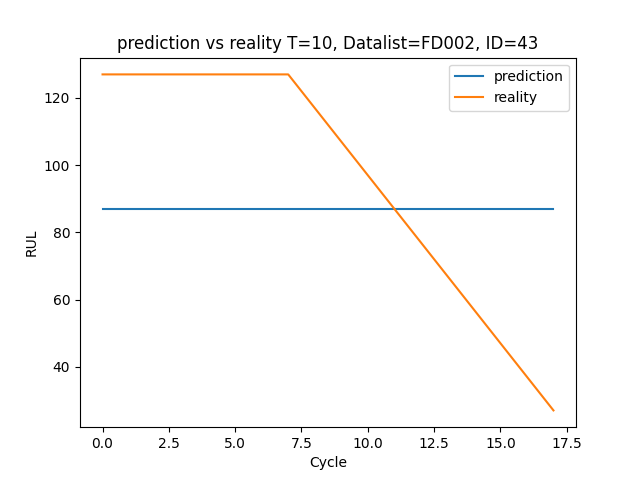 prediction vs reality T=10, Datalist=FD002, ID=43
prediction
reality
120
100
80
60
40
RUL
0.0 2.5 5.0 7.5 10.0 12.5 15.0 17.5
Cycle